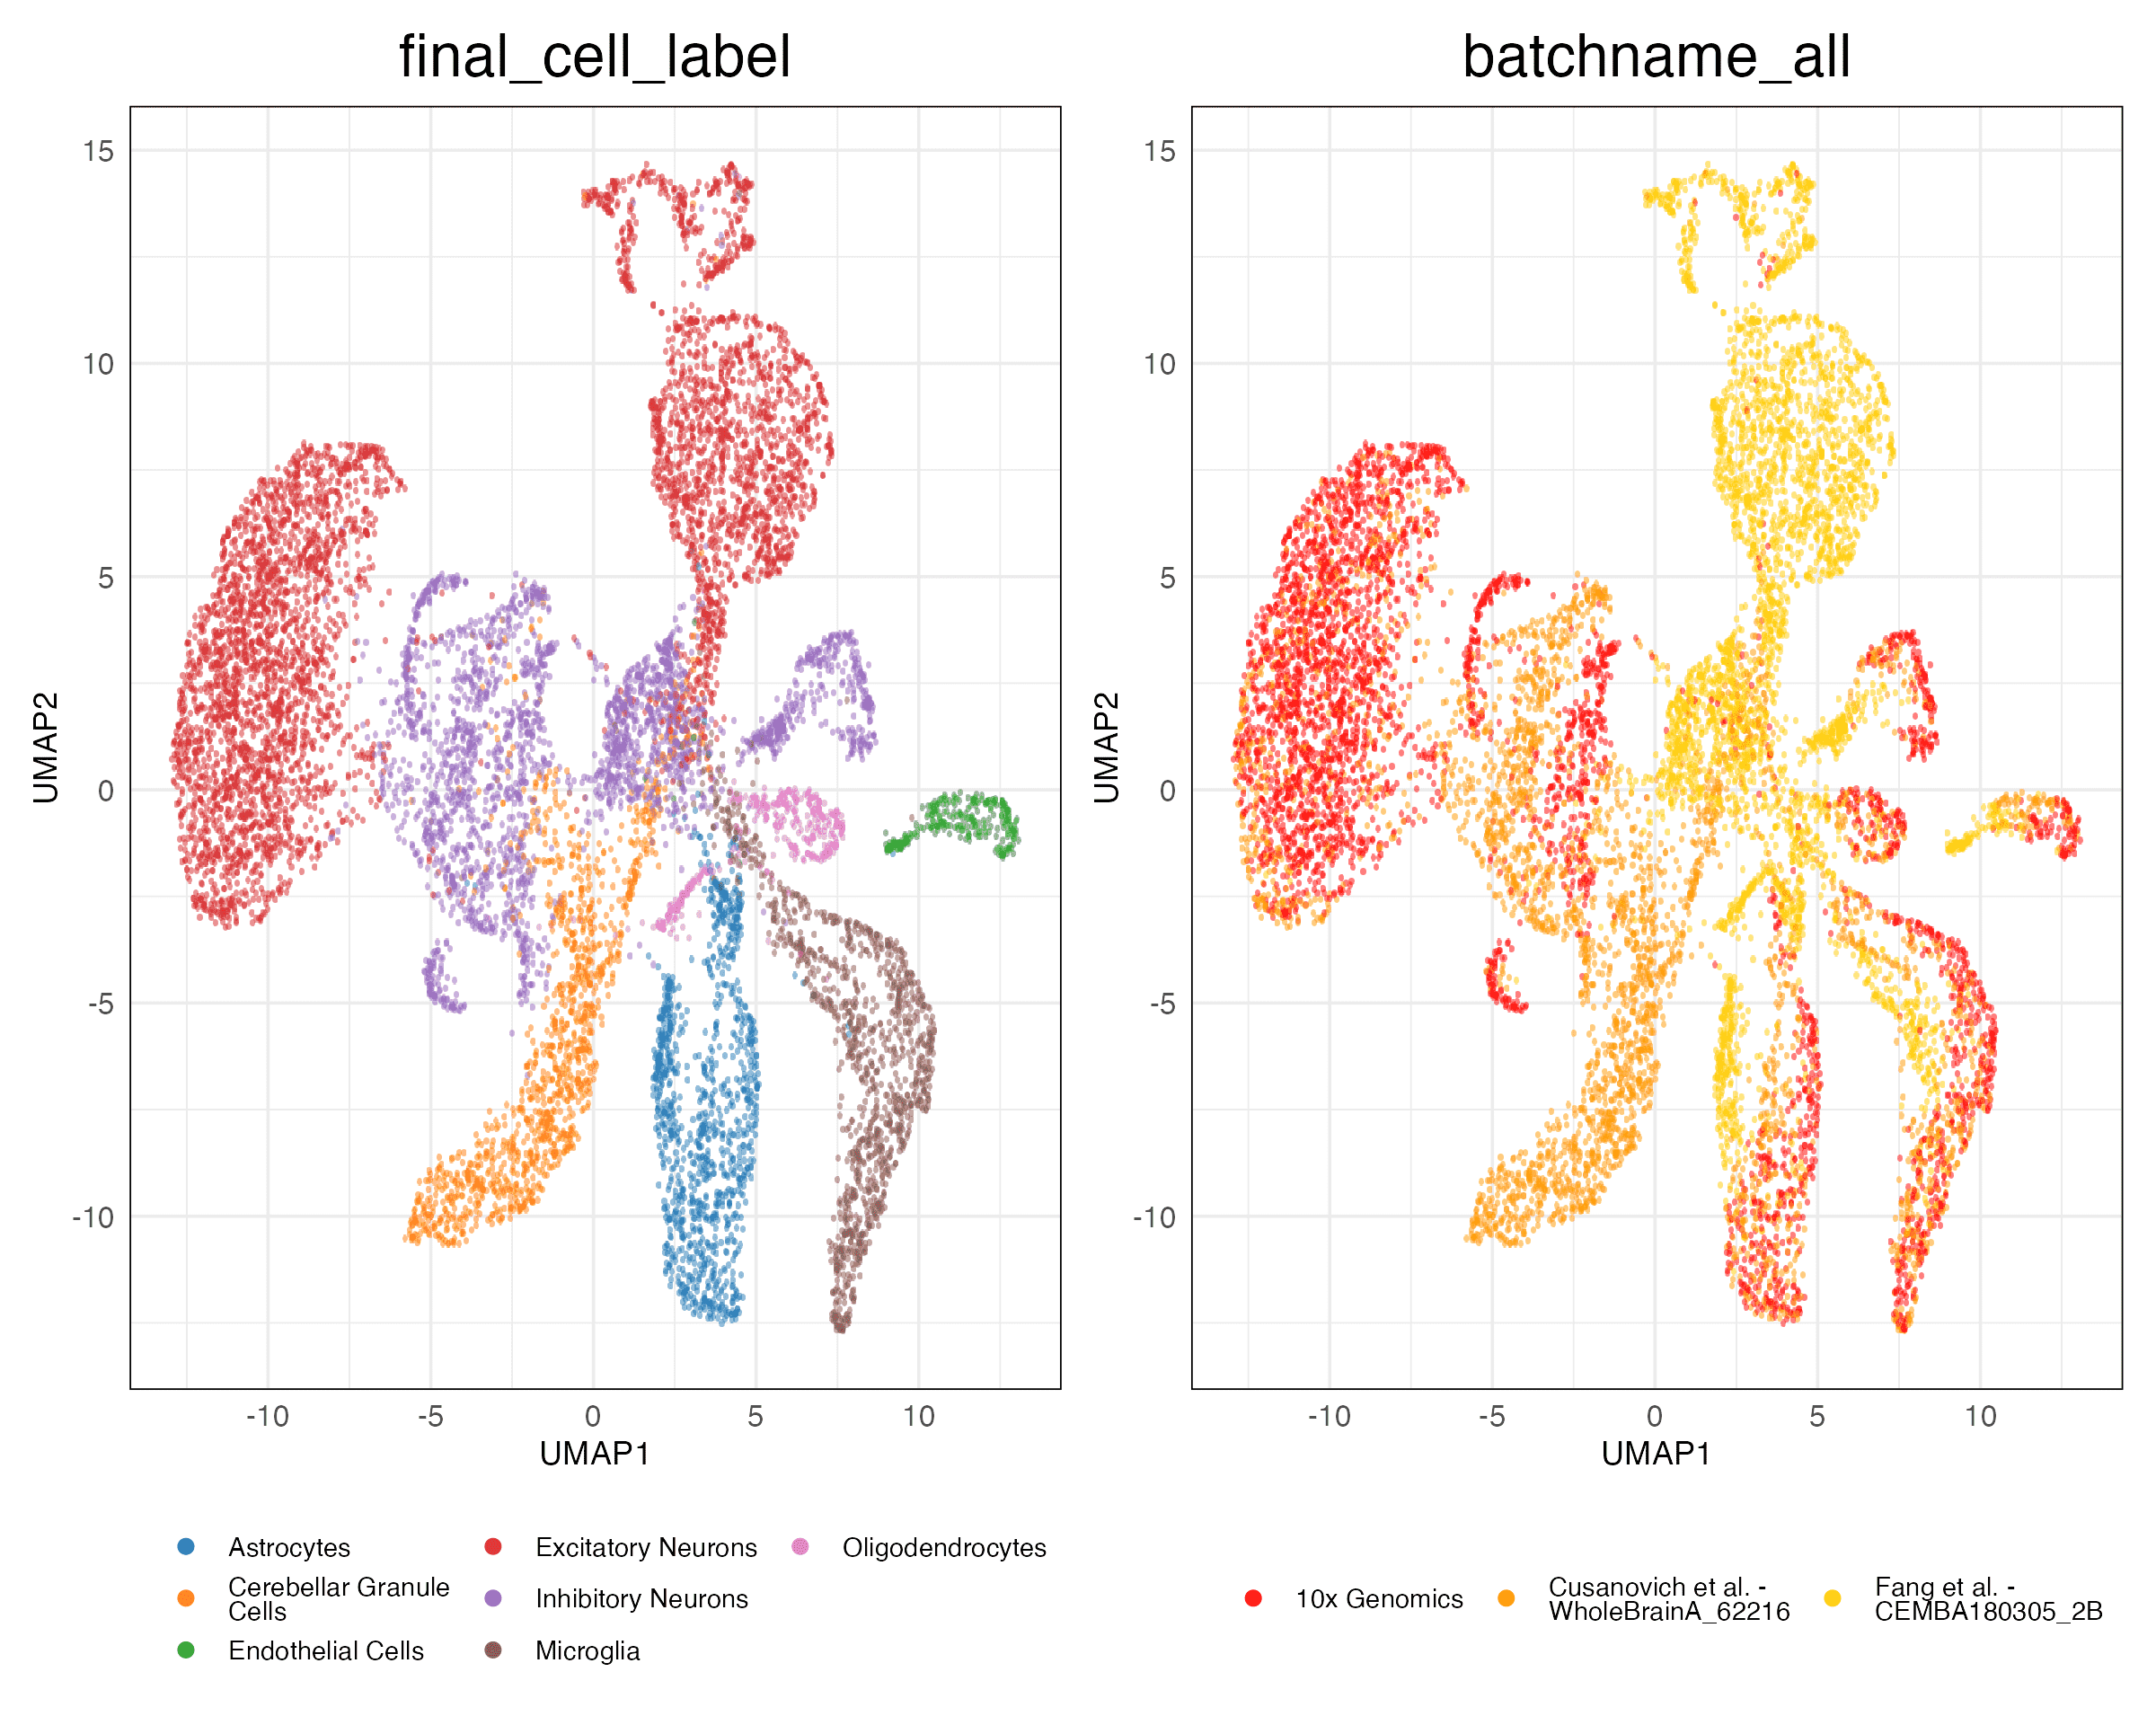 final_cell_label
batchname_all
15
10
5
0
-5
-10
UMAP2
-10
-5
0
5
10
UMAP1
15
10
5
0
-5
-10
UMAP2
-10
-5
0
5
10
UMAP1
Astrocytes
Cerebellar Granule
Cells
Endothelial Cells
Excitatory Neurons
Inhibitory Neurons
Microglia
Oligodendrocytes
10x Genomics
Cusanovich et al. -
WholeBrainA_62216
Fang et al. -
CEMBA180305_2B